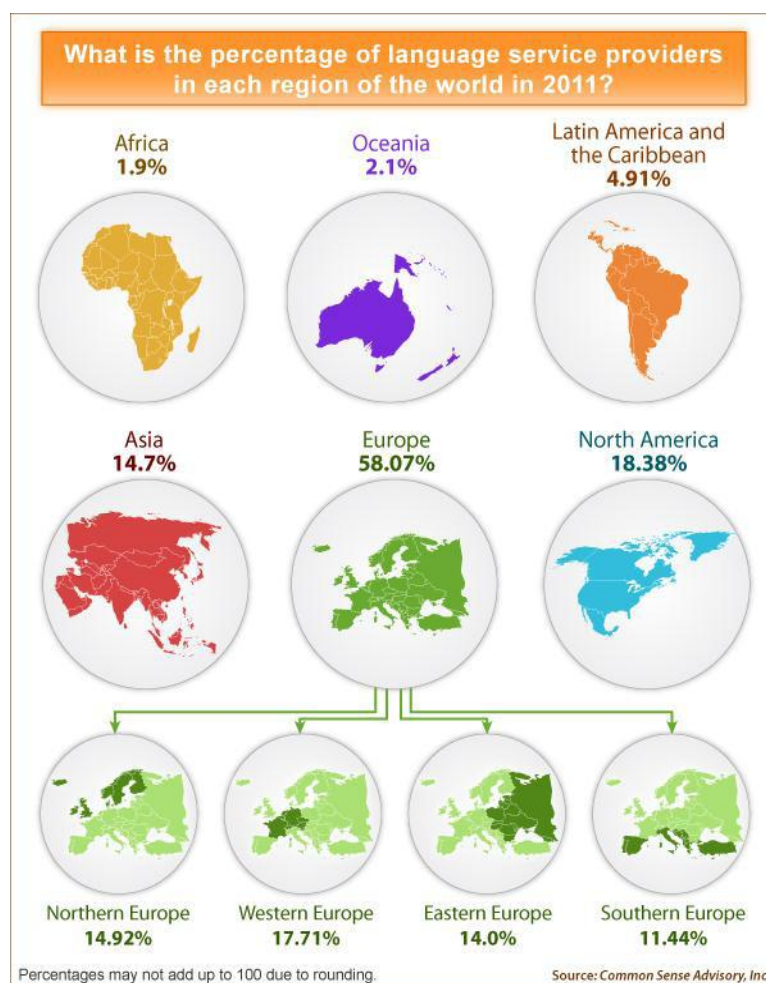 What is the percentage of language service providers
in each region of the world in 2011?
Africa
1.9%
Oceania
2.1%
Latin America and
the Caribbean
4.91%
Asia
14.7%
Europe
58.07%
North America
18.38%
Northern Europe
14.92%
Western Europe
17.71%
Eastern Europe
14.0%
Southern Europe
11.44%
Percentages may not add up to 100 due to rounding.
Source: Common Sense Advisory, Inc